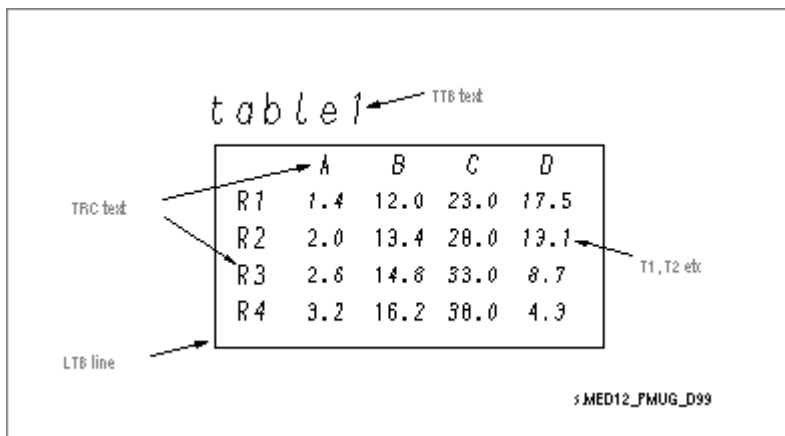 table1
TTB text
A B C D
TRC text
R1 1.4 12.0 23.0 17.5
R2 2.0 13.4 28.0 13.1
T1, T2 etc
R3 2.6 14.8 33.0 8.7
R4 3.2 16.2 38.0 4.3
LTB line
s.MED12_FMUG_D99